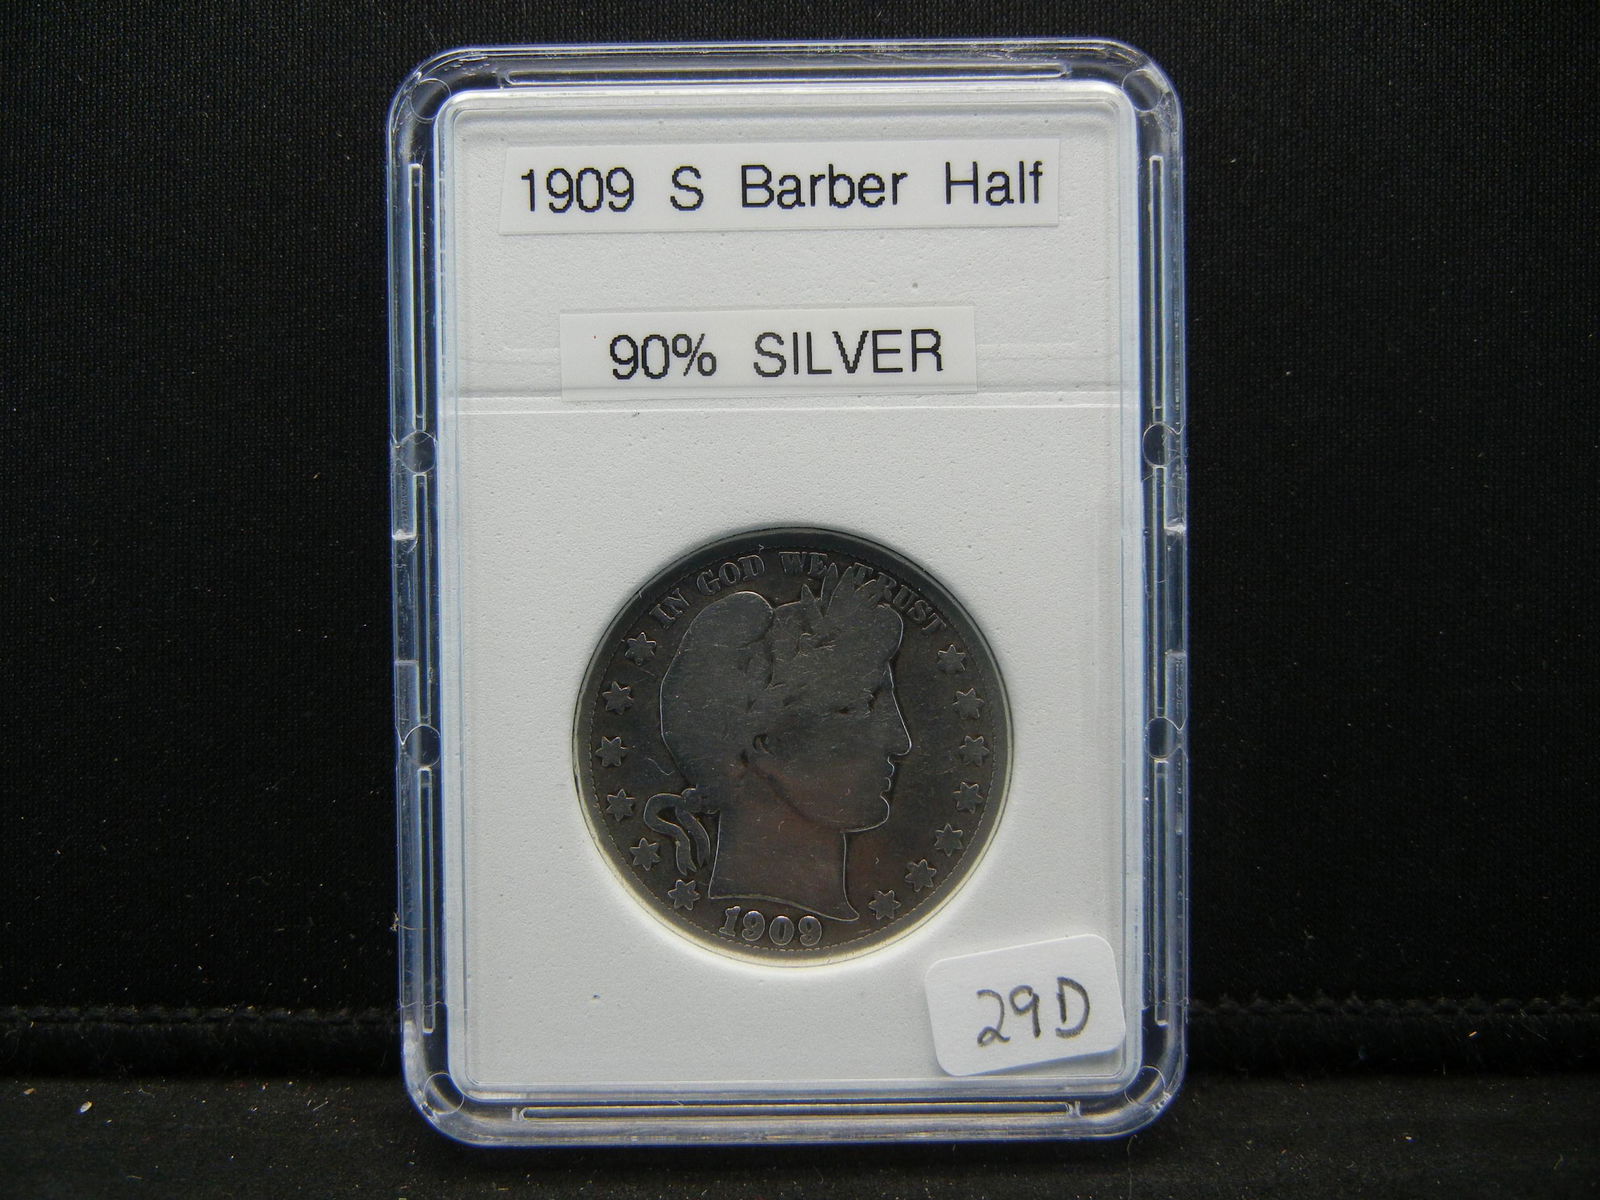 1909 S Barber Half
90% SILVER
IN GOD WE TRUST
1909
29D